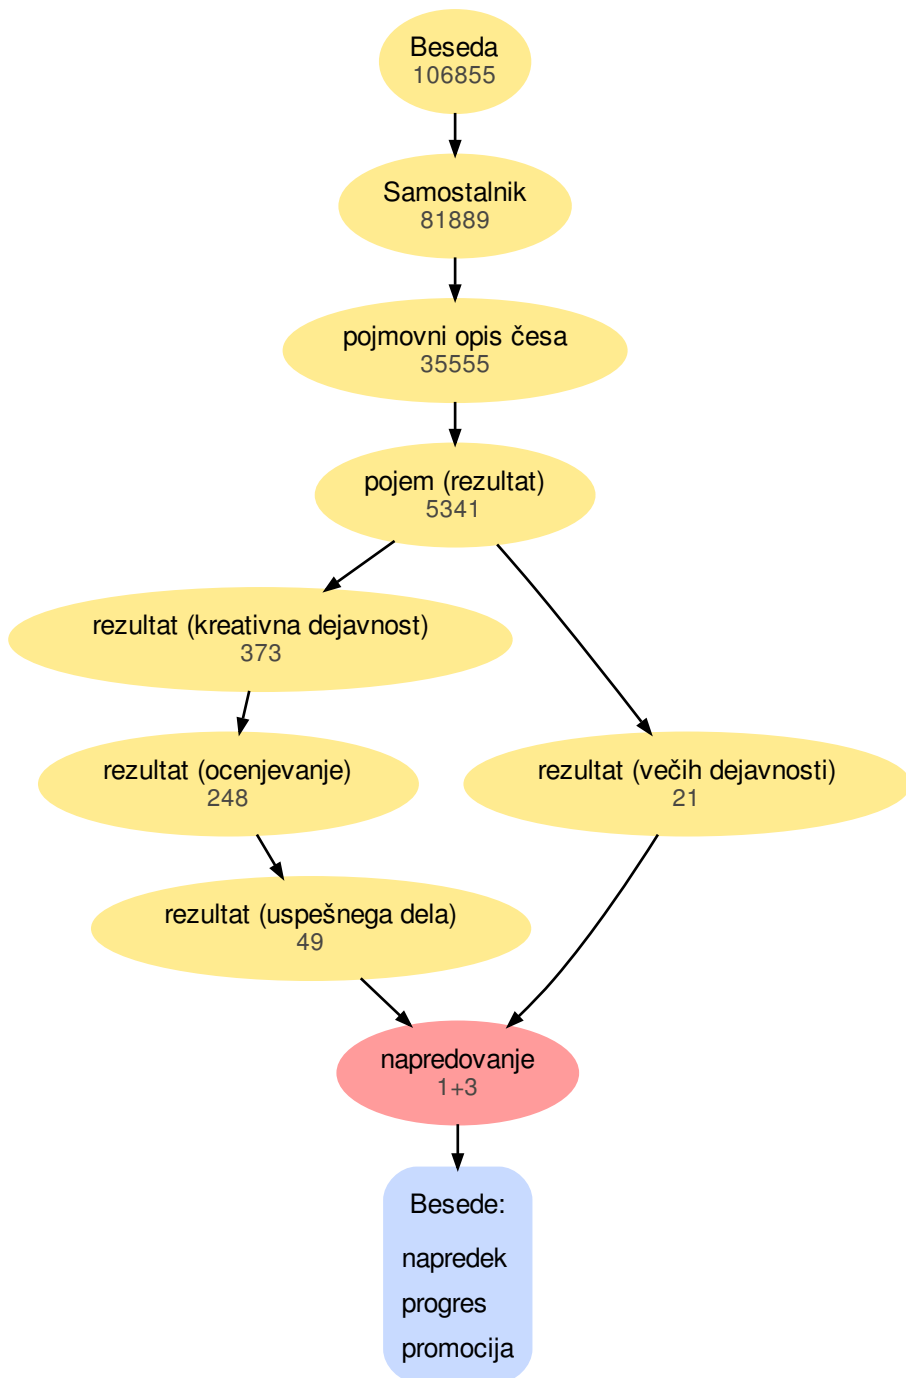 Beseda
106855
Samostalnik
81889
pojmovni opis česa
35555
pojem (rezultat)
5341
rezultat (kreativna dejavnost)
373
rezultat (ocenjevanje)
248
rezultat (večih dejavnosti)
21
rezultat (uspešnega dela)
49
napredovanje
1+3
Besede:
napredek
progres
promocija